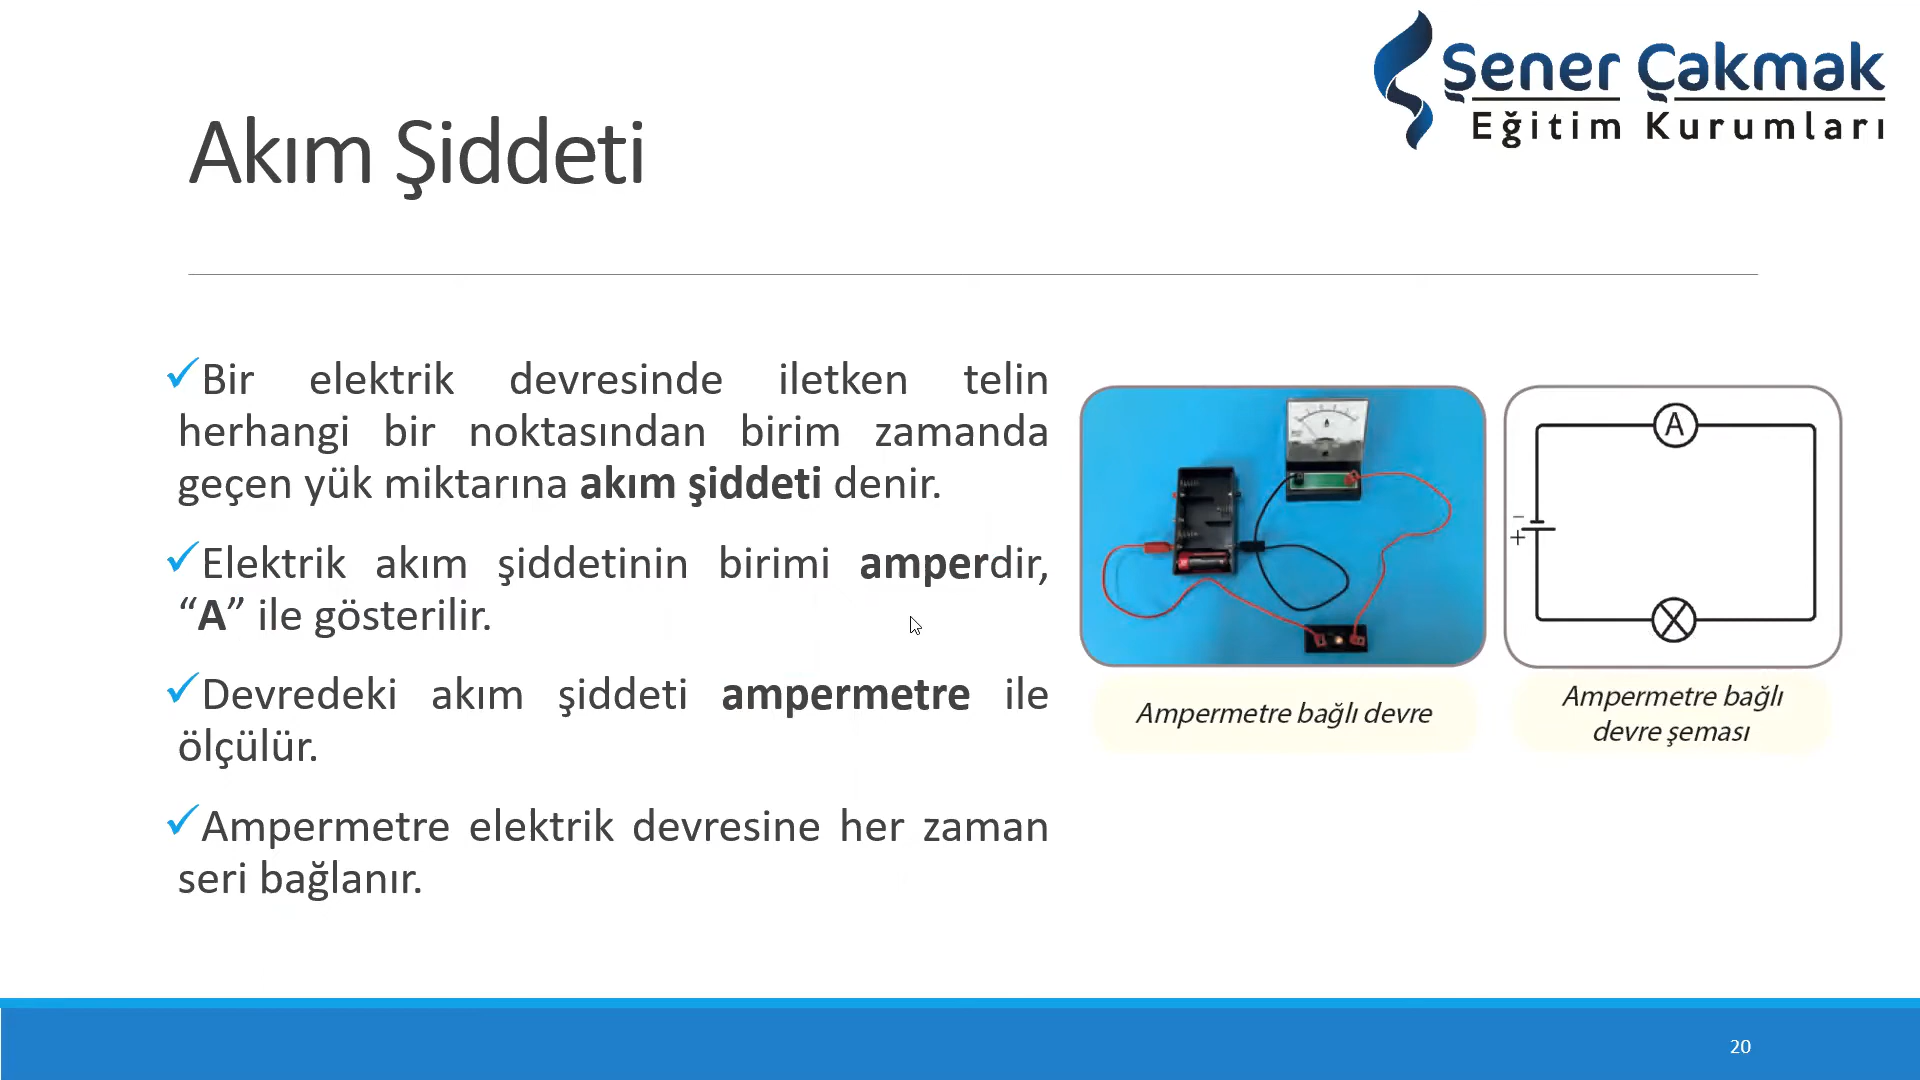 Şener Çakmak
Eğitim Kurumları
Akım Şiddeti
✓Bir elektrik devresinde iletken telin
herhangi bir noktasından birim zamanda
geçen yük miktarına akım şiddeti denir.
✓Elektrik akım şiddetinin birimi amperdir,
“A” ile gösterilir.
✓Devredeki akım şiddeti ampermetre ile
ölçülür.
✓Ampermetre elektrik devresine her zaman
seri bağlanır.
A
A
−
+
Ampermetre bağlı devre
Ampermetre bağlı
devre şeması
20